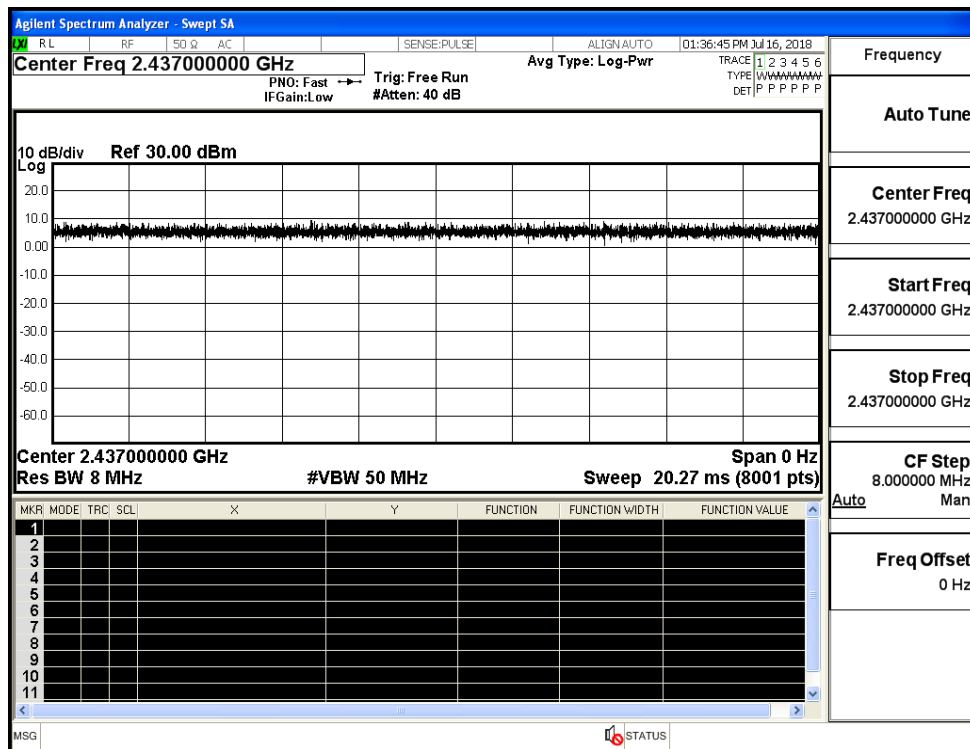 Agilent Spectrum Analyzer - Swept SA
LXI RL RF 50 Ω AC SENSE:PULSE ALIGN AUTO 01:36:45 PM Jul 16, 2018
Center Freq 2.437000000 GHz
PNO: Fast
IFGain:Low
Trig: Free Run
#Atten: 40 dB
Avg Type: Log-Pwr
TRACE 1 2 3 4 5 6
TYPE WWWWWW
DET P P P P P P
10 dB/div Ref 30.00 dBm
Log
20.0
10.0
0.00
-10.0
-20.0
-30.0
-40.0
-50.0
-60.0
Center 2.437000000 GHz Span 0 Hz
Res BW 8 MHz #VBW 50 MHz Sweep 20.27 ms (8001 pts)
MKR MODE TRC SCL X Y FUNCTION FUNCTION WIDTH FUNCTION VALUE
1
2
3
4
5
6
7
8
9
10
11
MSG STATUS
Frequency
Auto Tune
Center Freq
2.437000000 GHz
Start Freq
2.437000000 GHz
Stop Freq
2.437000000 GHz
CF Step
8.000000 MHz
Auto Man
Freq Offset
0 Hz